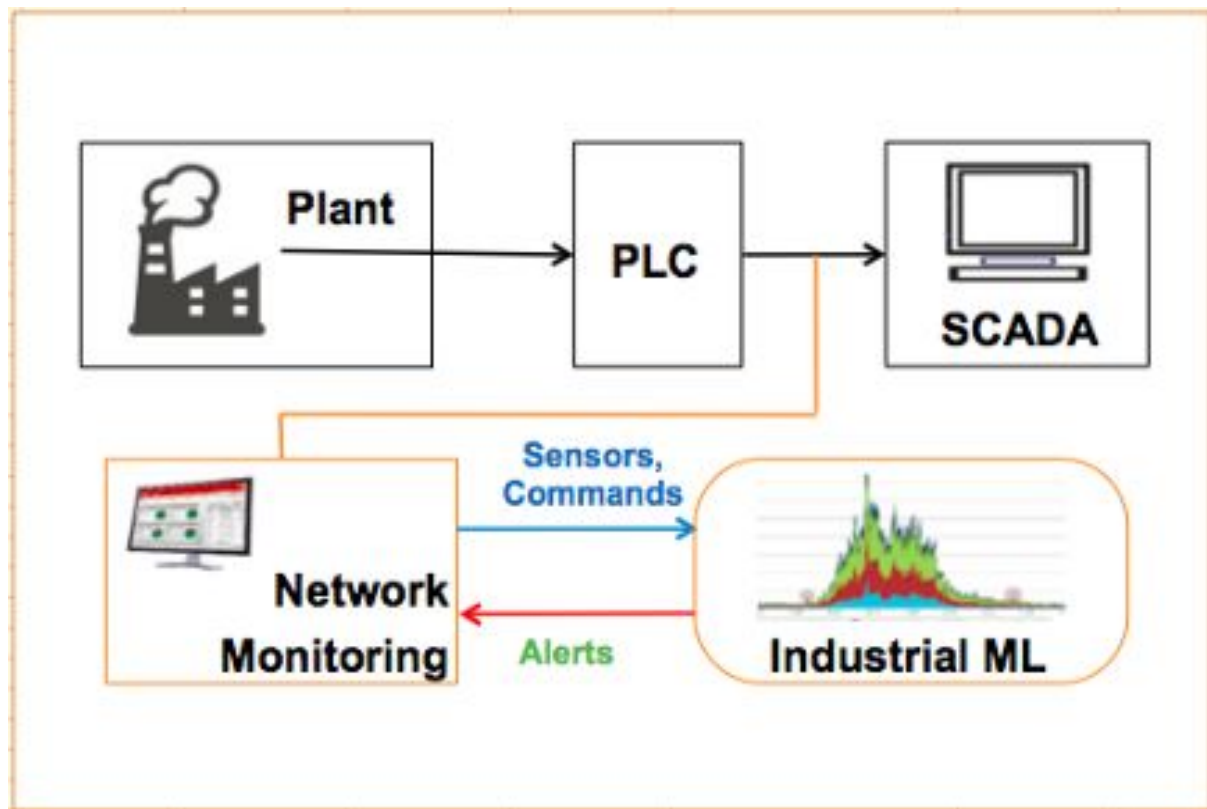 Plant
PLC
SCADA
Sensors,
Commands
Network
Monitoring
Alerts
Industrial ML